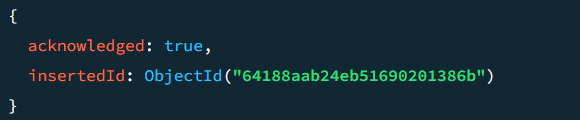 {
acknowledged: true,
insertedId: ObjectId("64188aab24eb51690201386b")
}